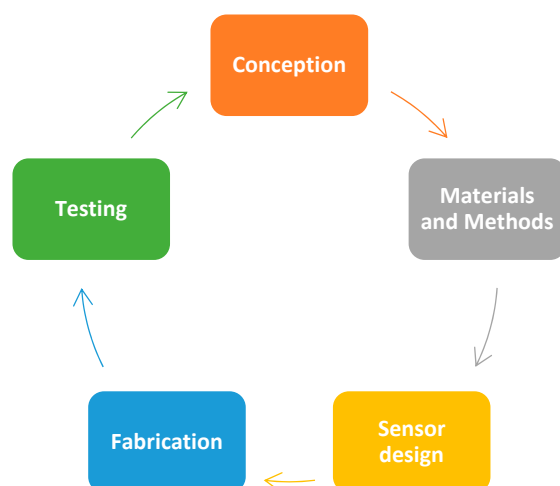 Conception
Materials
and Methods
Sensor
design
Fabrication
Testing